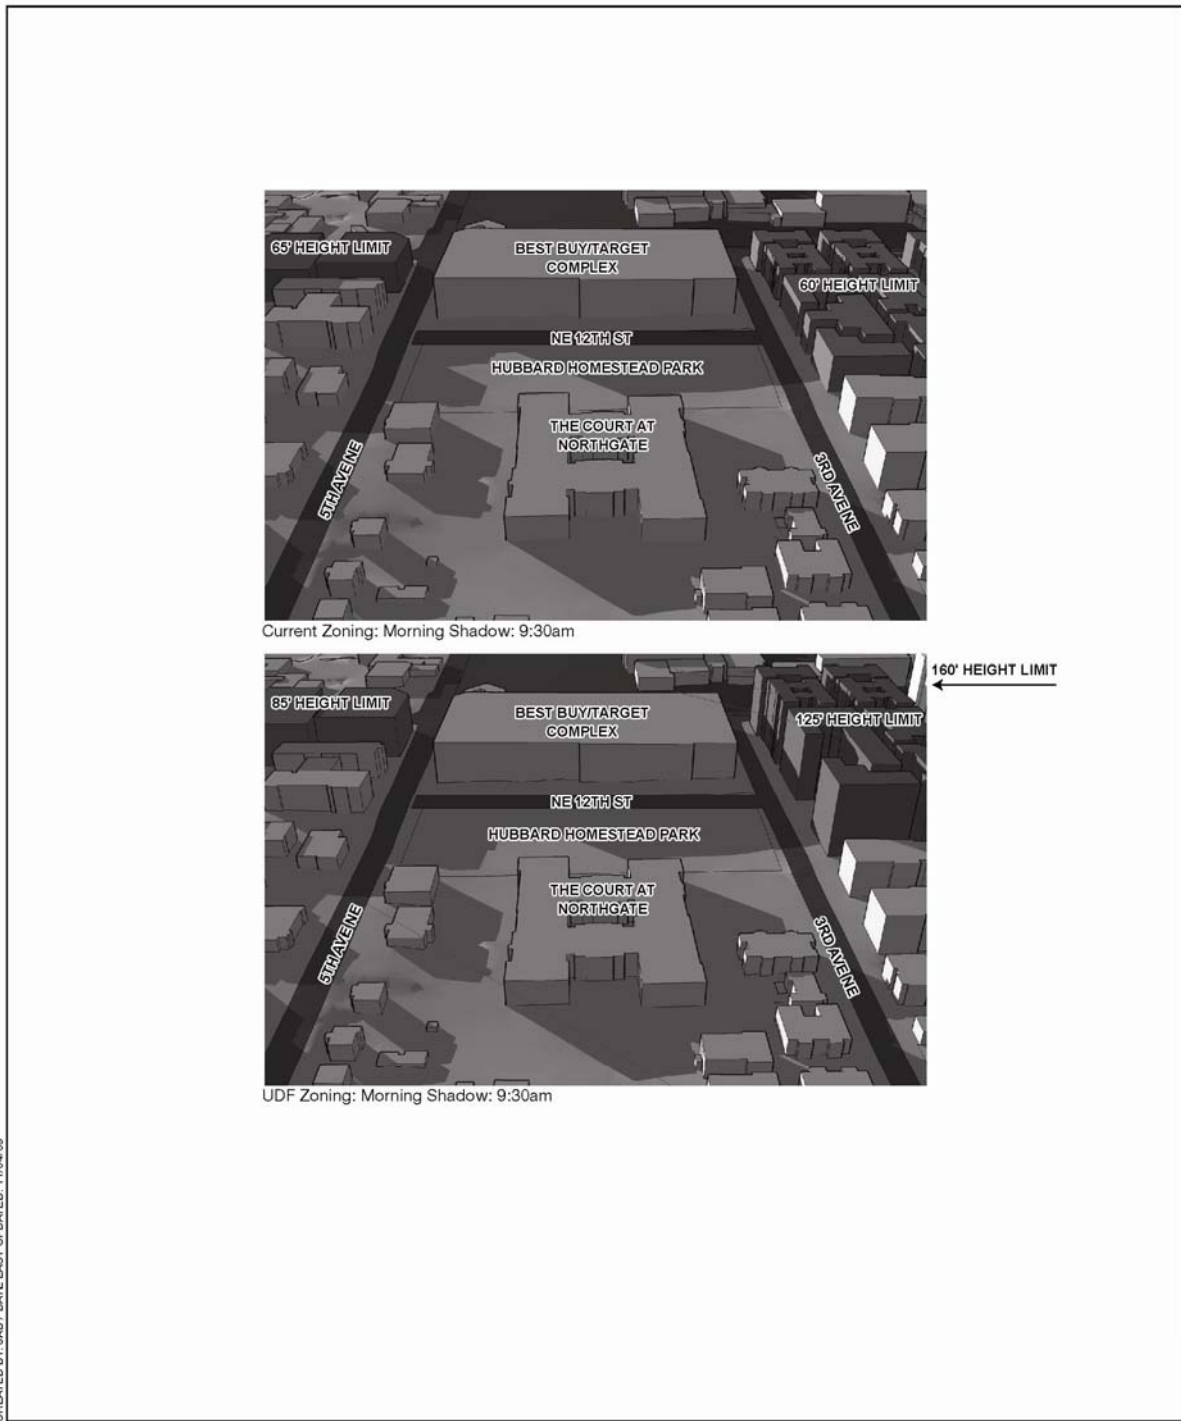 65' HEIGHT LIMIT
BEST BUY/TARGET
COMPLEX
60' HEIGHT LIMIT
NE 12TH ST
HUBBARD HOMESTEAD PARK
THE COURT AT
NORTHGATE
5TH AVE NE
3RD AVE NE
Current Zoning: Morning Shadow: 9:30am
160' HEIGHT LIMIT
85' HEIGHT LIMIT
BEST BUY/TARGET
COMPLEX
125' HEIGHT LIMIT
NE 12TH ST
HUBBARD HOMESTEAD PARK
THE COURT AT
NORTHGATE
5TH AVE NE
3RD AVE NE
UDF Zoning: Morning Shadow: 9:30am